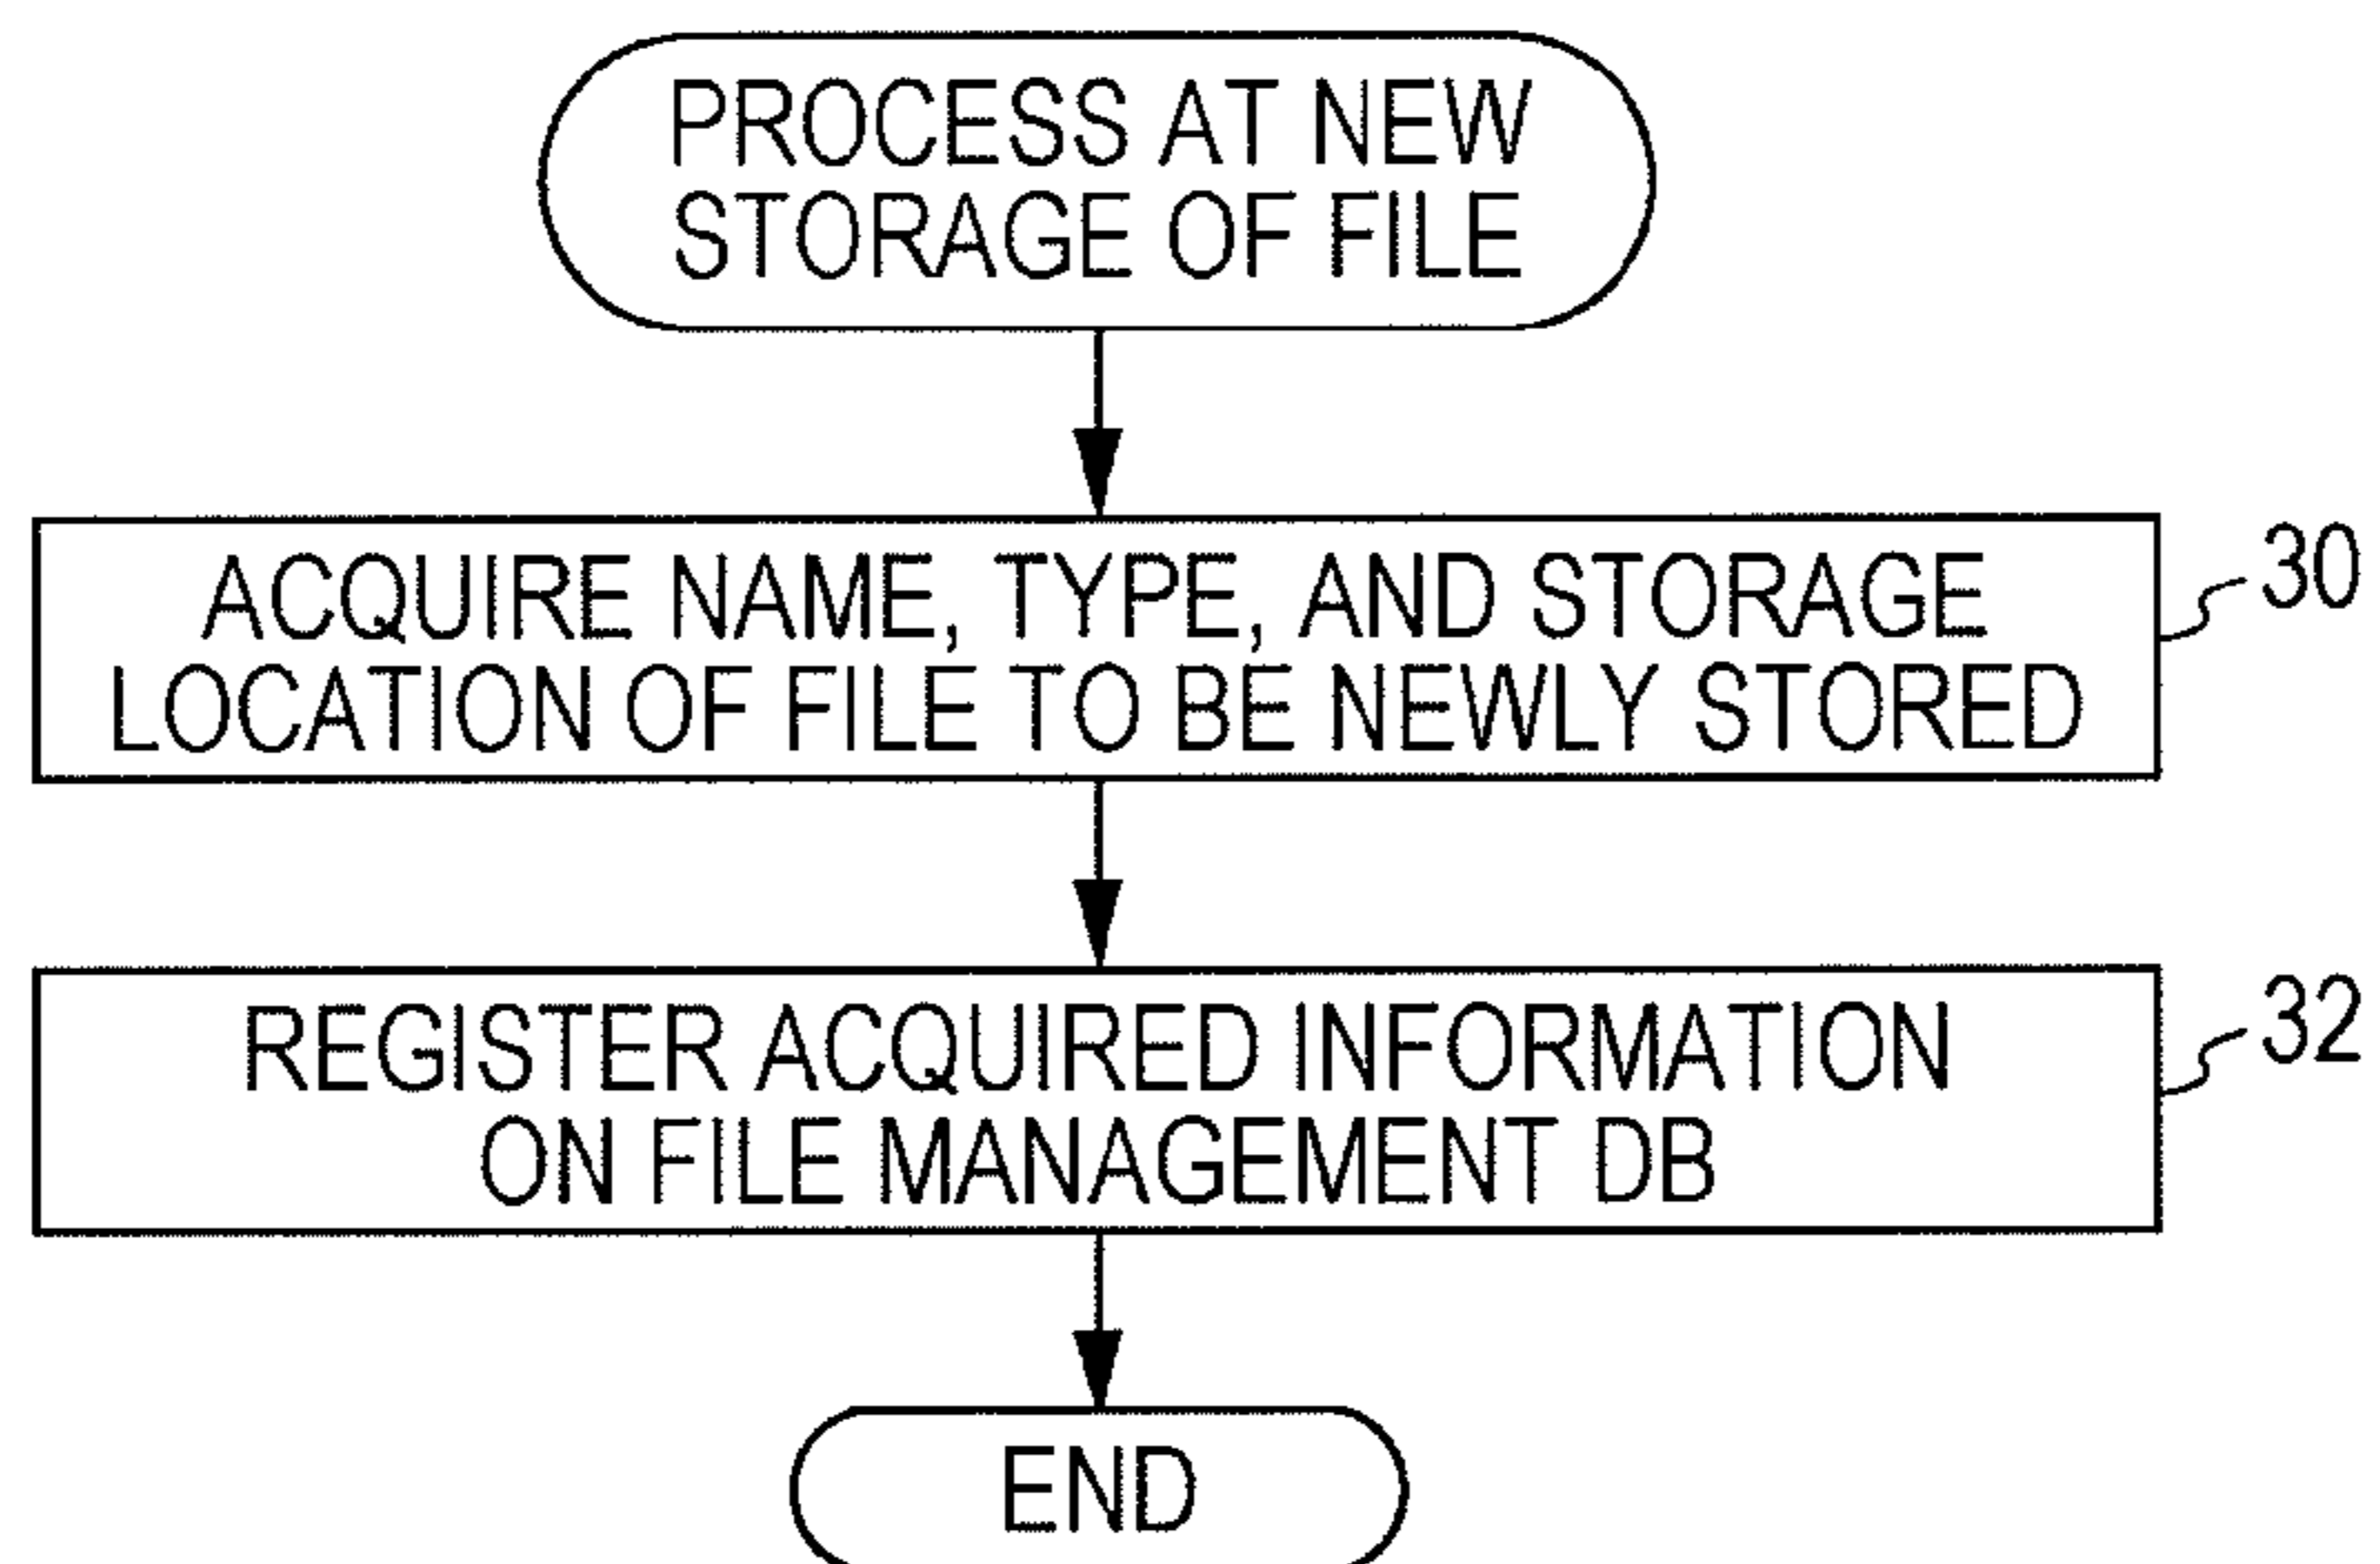 PROCESS AT NEW
STORAGE OF FILE
ACQUIRE NAME, TYPE, AND STORAGE
LOCATION OF FILE TO BE NEWLY STORED
30
REGISTER ACQUIRED INFORMATION
ON FILE MANAGEMENT DB
32
END